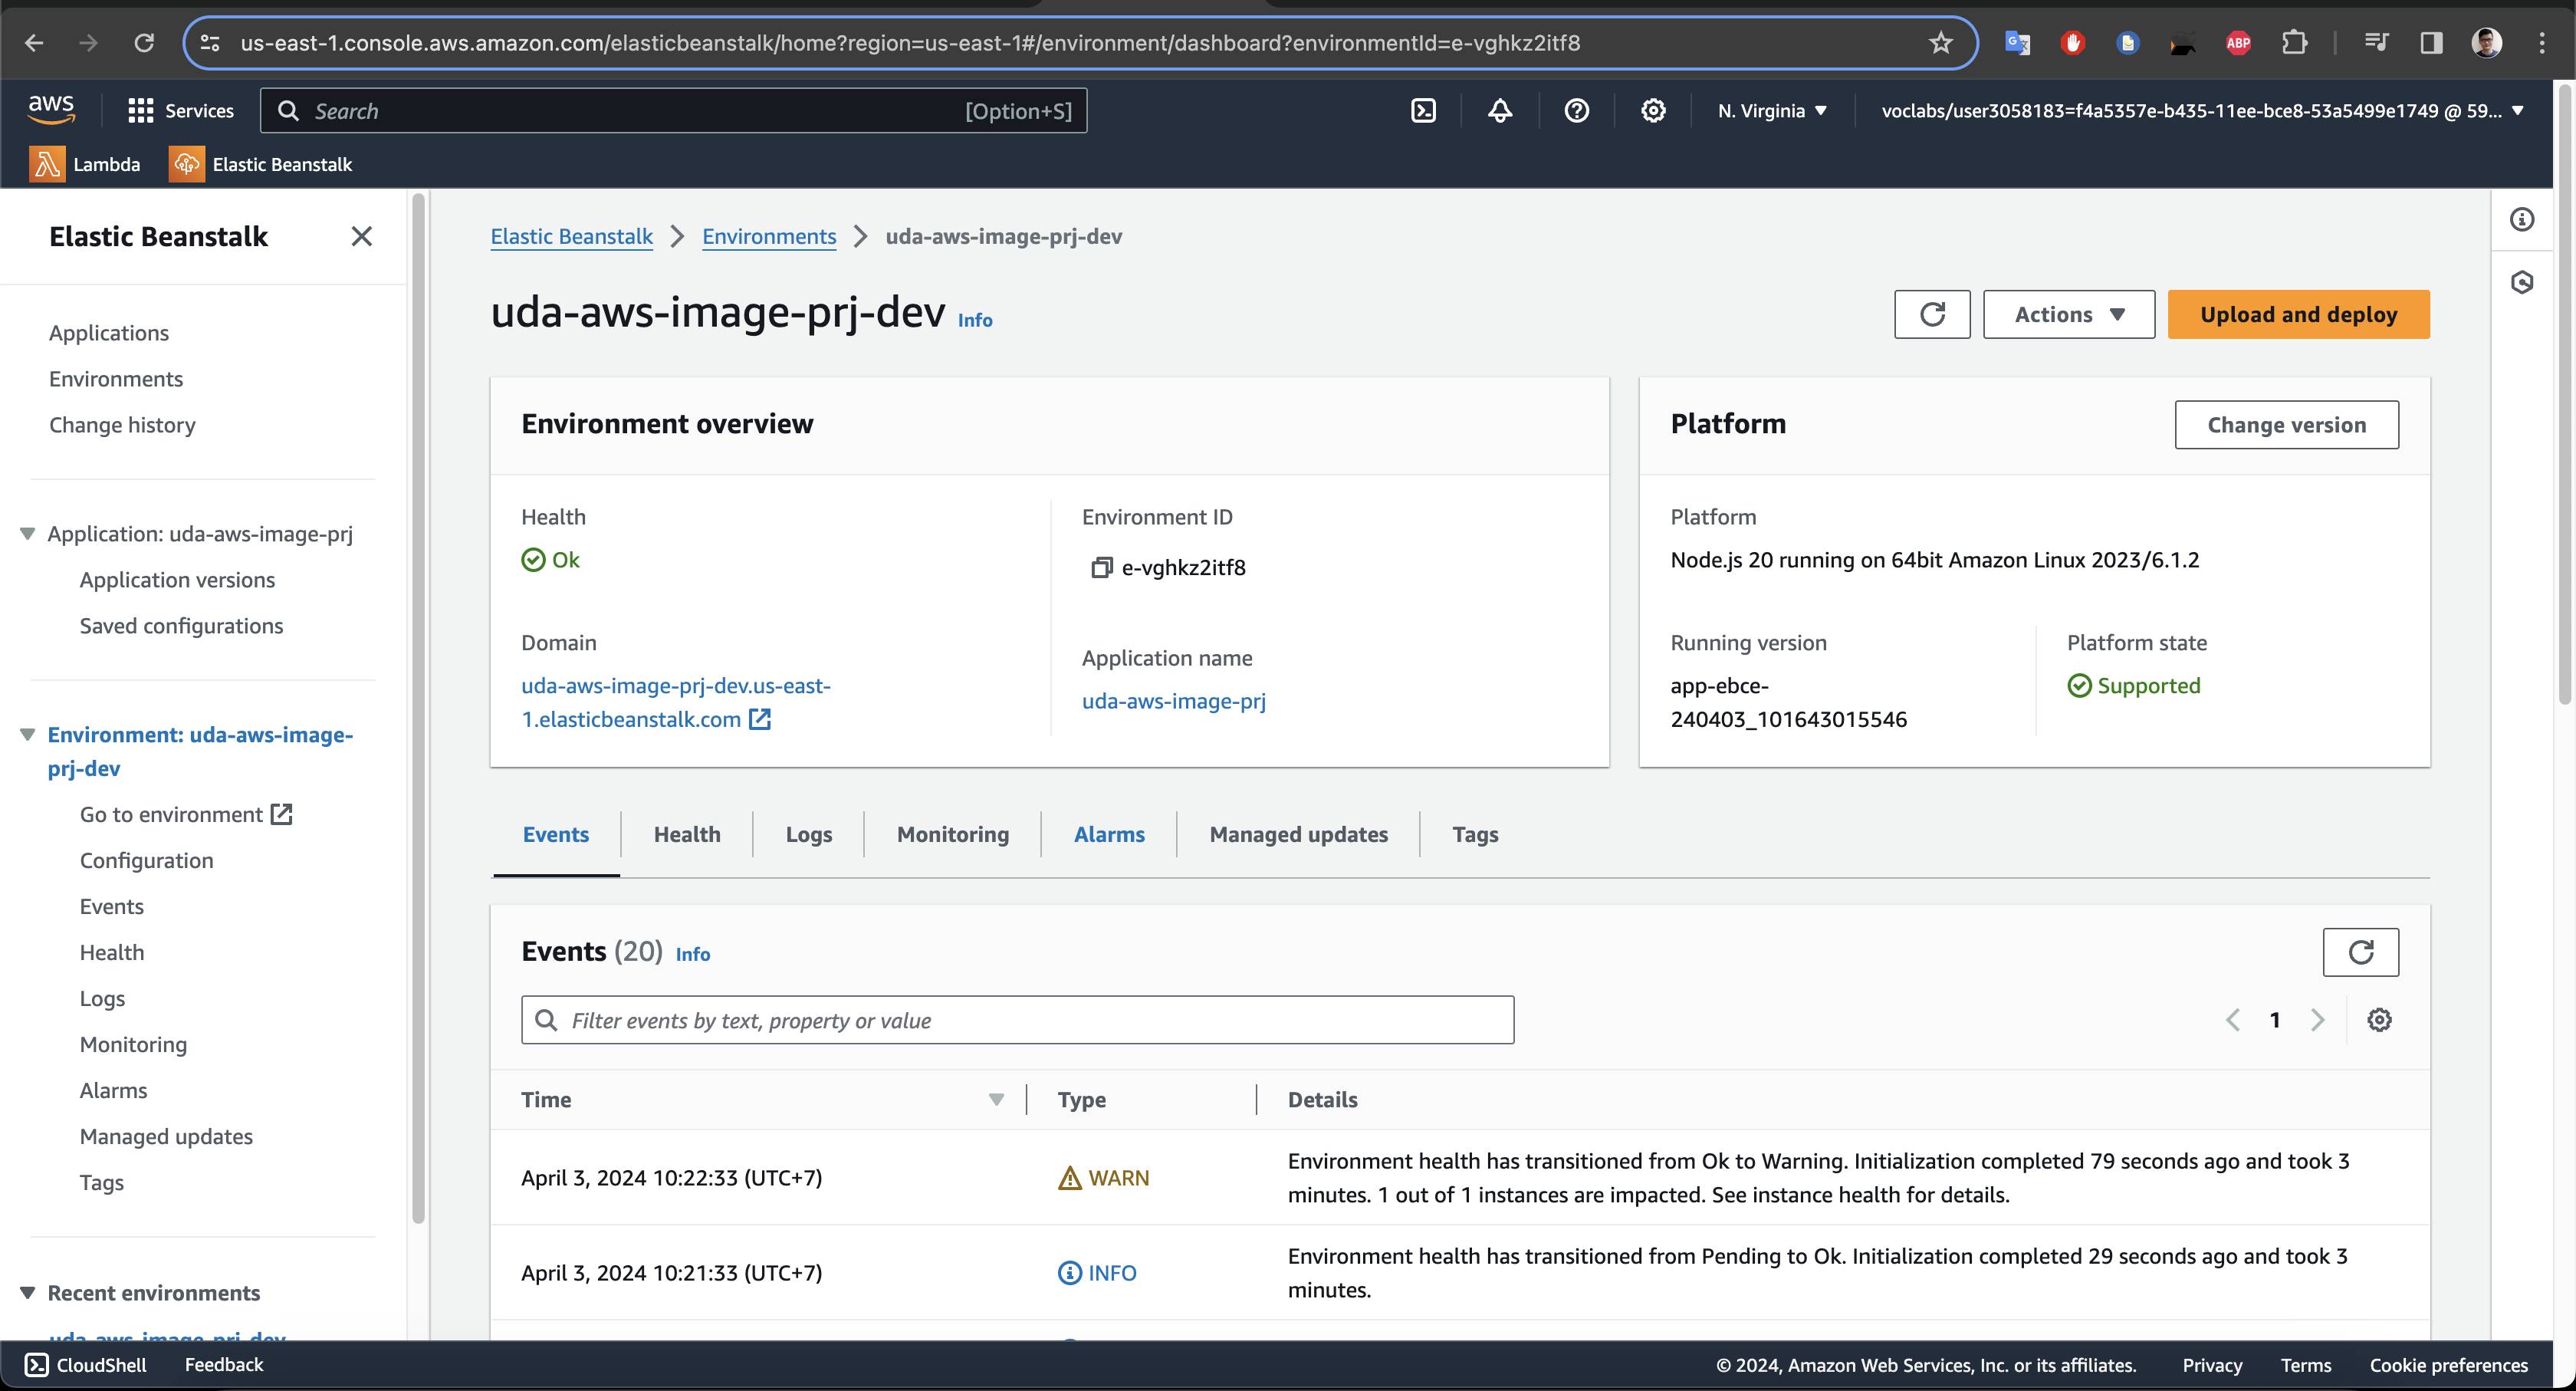 us-east-1.console.aws.amazon.com/elasticbeanstalk/home?region=us-east-1#/environment/dashboard?environmentId=e-vghkz2itf8
ABP
aws
Services
Search
[Option+S]
N. Virginia
voclabs/user3058183=f4a5357e-b435-11ee-bce8-53a5499e1749 @ 59...
Lambda
Elastic Beanstalk
Elastic Beanstalk
Applications
Environments
Change history
Application: uda-aws-image-prj
Application versions
Saved configurations
Environment: uda-aws-image-
prj-dev
Go to environment
Configuration
Events
Health
Logs
Monitoring
Alarms
Managed updates
Tags
Recent environments
uda-aws-image-prj-dev
Elastic Beanstalk
Environments
uda-aws-image-prj-dev
uda-aws-image-prj-dev Info
Actions
Upload and deploy
Environment overview
Health
Ok
Environment ID
e-vghkz2itf8
Domain
uda-aws-image-prj-dev.us-east-
1.elasticbeanstalk.com
Application name
uda-aws-image-prj
Platform
Change version
Platform
Node.js 20 running on 64bit Amazon Linux 2023/6.1.2
Running version
app-ebce-
240403_101643015546
Platform state
Supported
Events
Health
Logs
Monitoring
Alarms
Managed updates
Tags
Events (20) Info
Filter events by text, property or value
1
Time
Type
Details
April 3, 2024 10:22:33 (UTC+7)
WARN
Environment health has transitioned from Ok to Warning. Initialization completed 79 seconds ago and took 3
minutes. 1 out of 1 instances are impacted. See instance health for details.
April 3, 2024 10:21:33 (UTC+7)
INFO
Environment health has transitioned from Pending to Ok. Initialization completed 29 seconds ago and took 3
minutes.
CloudShell
Feedback
© 2024, Amazon Web Services, Inc. or its affiliates.
Privacy
Terms
Cookie preferences